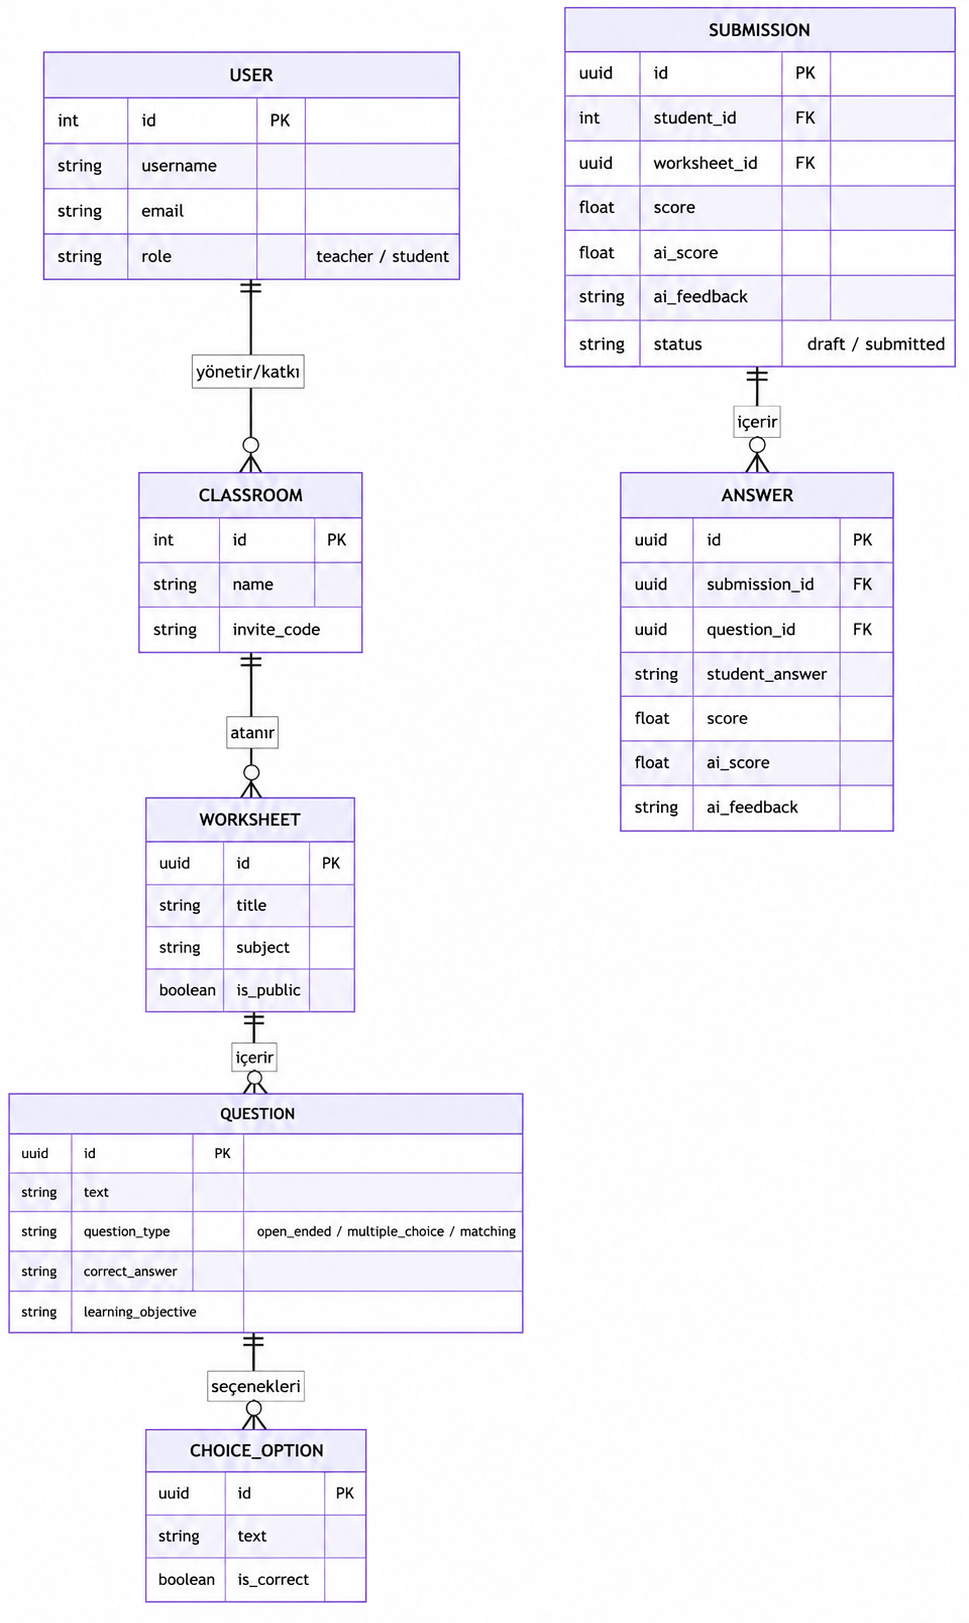 USER
int id PK
string username
string email
string role teacher / student
yönetir/katkı
CLASSROOM
int id PK
string name
string invite_code
atanır
WORKSHEET
uuid id PK
string title
string subject
boolean is_public
içerir
QUESTION
uuid id PK
string text
string question_type open_ended / multiple_choice / matching
string correct_answer
string learning_objective
seçenekleri
CHOICE_OPTION
uuid id PK
string text
boolean is_correct
SUBMISSION
uuid id PK
int student_id FK
uuid worksheet_id FK
float score
float ai_score
string ai_feedback
string status draft / submitted
içerir
ANSWER
uuid id PK
uuid submission_id FK
uuid question_id FK
string student_answer
float score
float ai_score
string ai_feedback